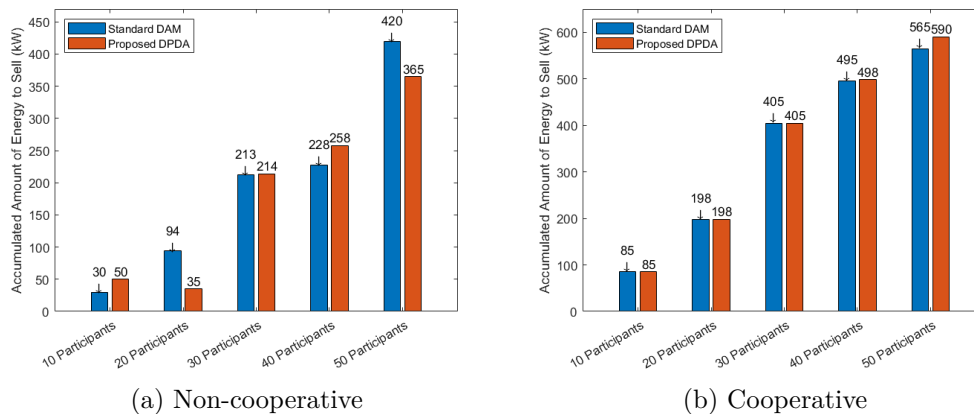 Accumulated Amount of Energy to Sell (kW)
450
400
350
300
250
200
150
100
50
0
Standard DAM
Proposed DPDA
30
50
94
35
213
214
228
258
420
365
10 Participants
20 Participants
30 Participants
40 Participants
50 Participants
(a) Non-cooperative
Accumulated Amount of Energy to Sell (kW)
600
500
400
300
200
100
0
Standard DAM
Proposed DPDA
85
85
198
198
405
405
495
498
565
590
10 Participants
20 Participants
30 Participants
40 Participants
50 Participants
(b) Cooperative